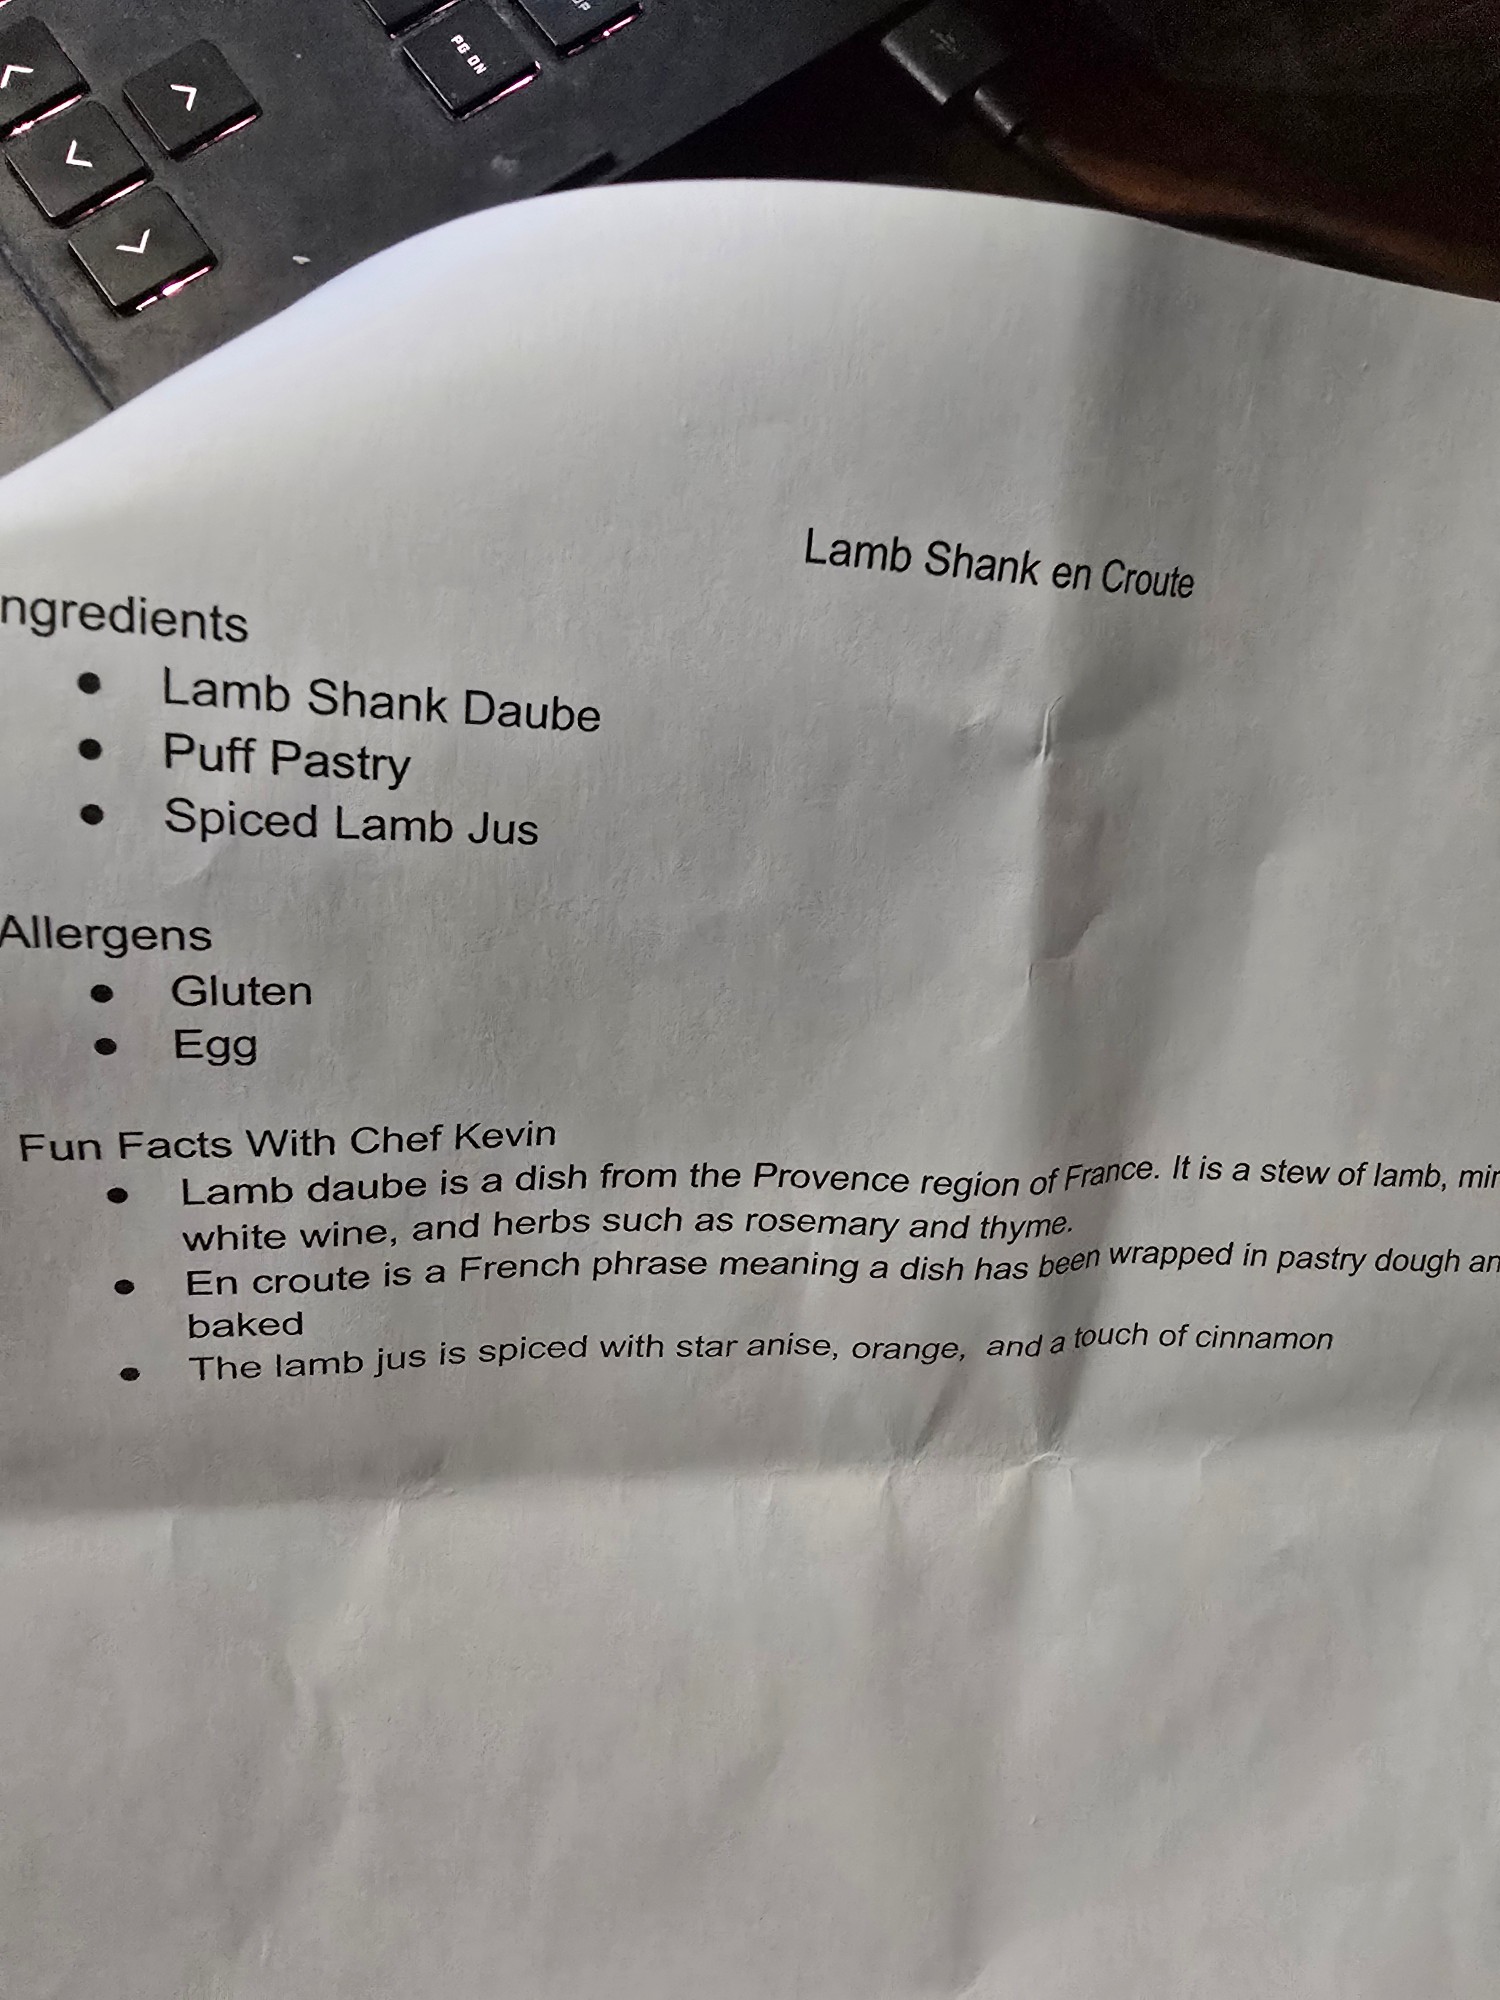 PG DN
Lamb Shank en Croute
ngredients
● Lamb Shank Daube
● Puff Pastry
● Spiced Lamb Jus
Allergens
● Gluten
● Egg
Fun Facts With Chef Kevin
● Lamb daube is a dish from the Provence region of France. It is a stew of lamb,
white wine, and herbs such as rosemary and thyme.
● En croute is a French phrase meaning a dish has been wrapped in pastry dough
baked
● The lamb jus is spiced with star anise, orange, and a touch of cinnamon